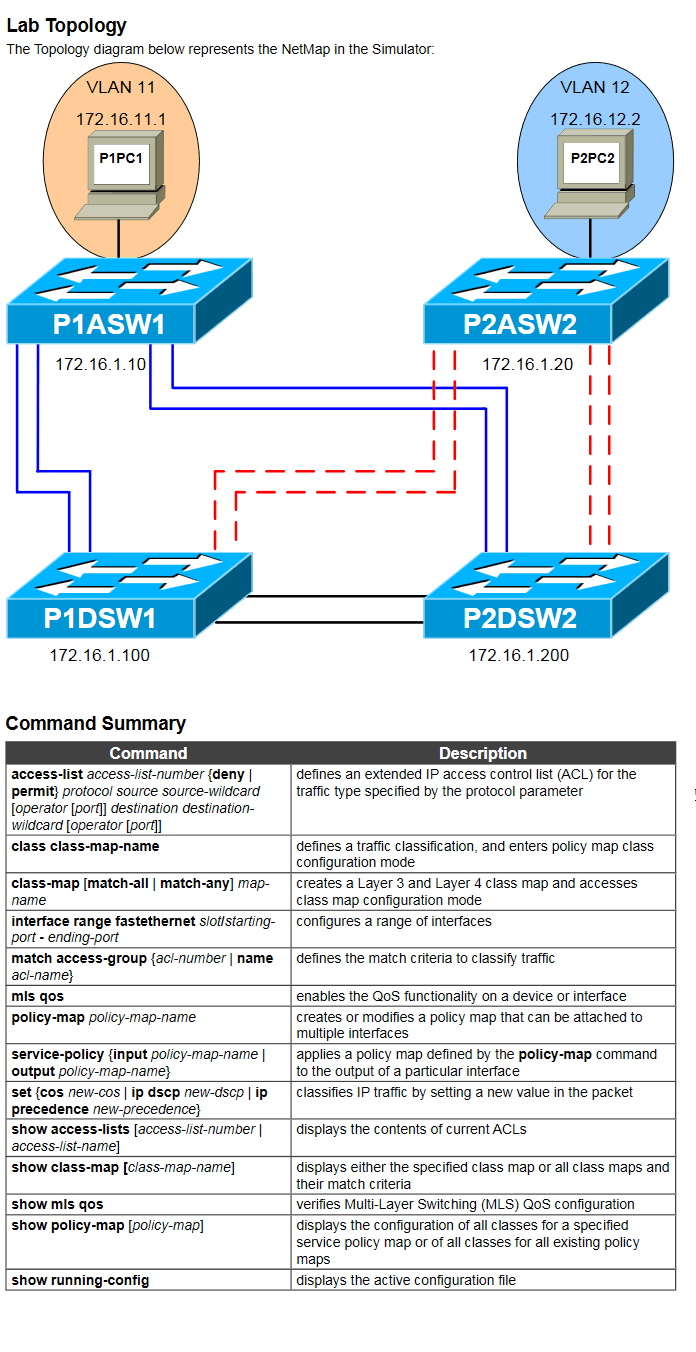 Lab Topology
The Topology diagram below represents the NetMap in the Simulator:
VLAN 11
172.16.11.1
P1PC1
VLAN 12
172.16.12.2
P2PC2
P1ASW1
172.16.1.10
P2ASW2
172.16.1.20
P1DSW1
172.16.1.100
P2DSW2
172.16.1.200
Command Summary
Command Description
access-list access-list-number {deny |
permit} protocol source source-wildcard
[operator [port]] destination destination-
wildcard [operator [port]]
defines an extended IP access control list (ACL) for the
traffic type specified by the protocol parameter
class class-map-name
defines a traffic classification, and enters policy map class
configuration mode
class-map [match-all | match-any] map-
name
creates a Layer 3 and Layer 4 class map and accesses
class map configuration mode
interface range fastethernet slot/starting-
port - ending-port
configures a range of interfaces
match access-group {acl-number | name
acl-name}
defines the match criteria to classify traffic
mls qos
enables the QoS functionality on a device or interface
policy-map policy-map-name
creates or modifies a policy map that can be attached to
multiple interfaces
service-policy {input policy-map-name |
output policy-map-name}
applies a policy map defined by the policy-map command
to the output of a particular interface
set {cos new-cos | ip dscp new-dscp | ip
precedence new-precedence}
classifies IP traffic by setting a new value in the packet
show access-lists [access-list-number |
access-list-name]
displays the contents of current ACLs
show class-map [class-map-name]
displays either the specified class map or all class maps and
their match criteria
show mls qos
verifies Multi-Layer Switching (MLS) QoS configuration
show policy-map [policy-map]
displays the configuration of all classes for a specified
service policy map or of all classes for all existing policy
maps
show running-config
displays the active configuration file